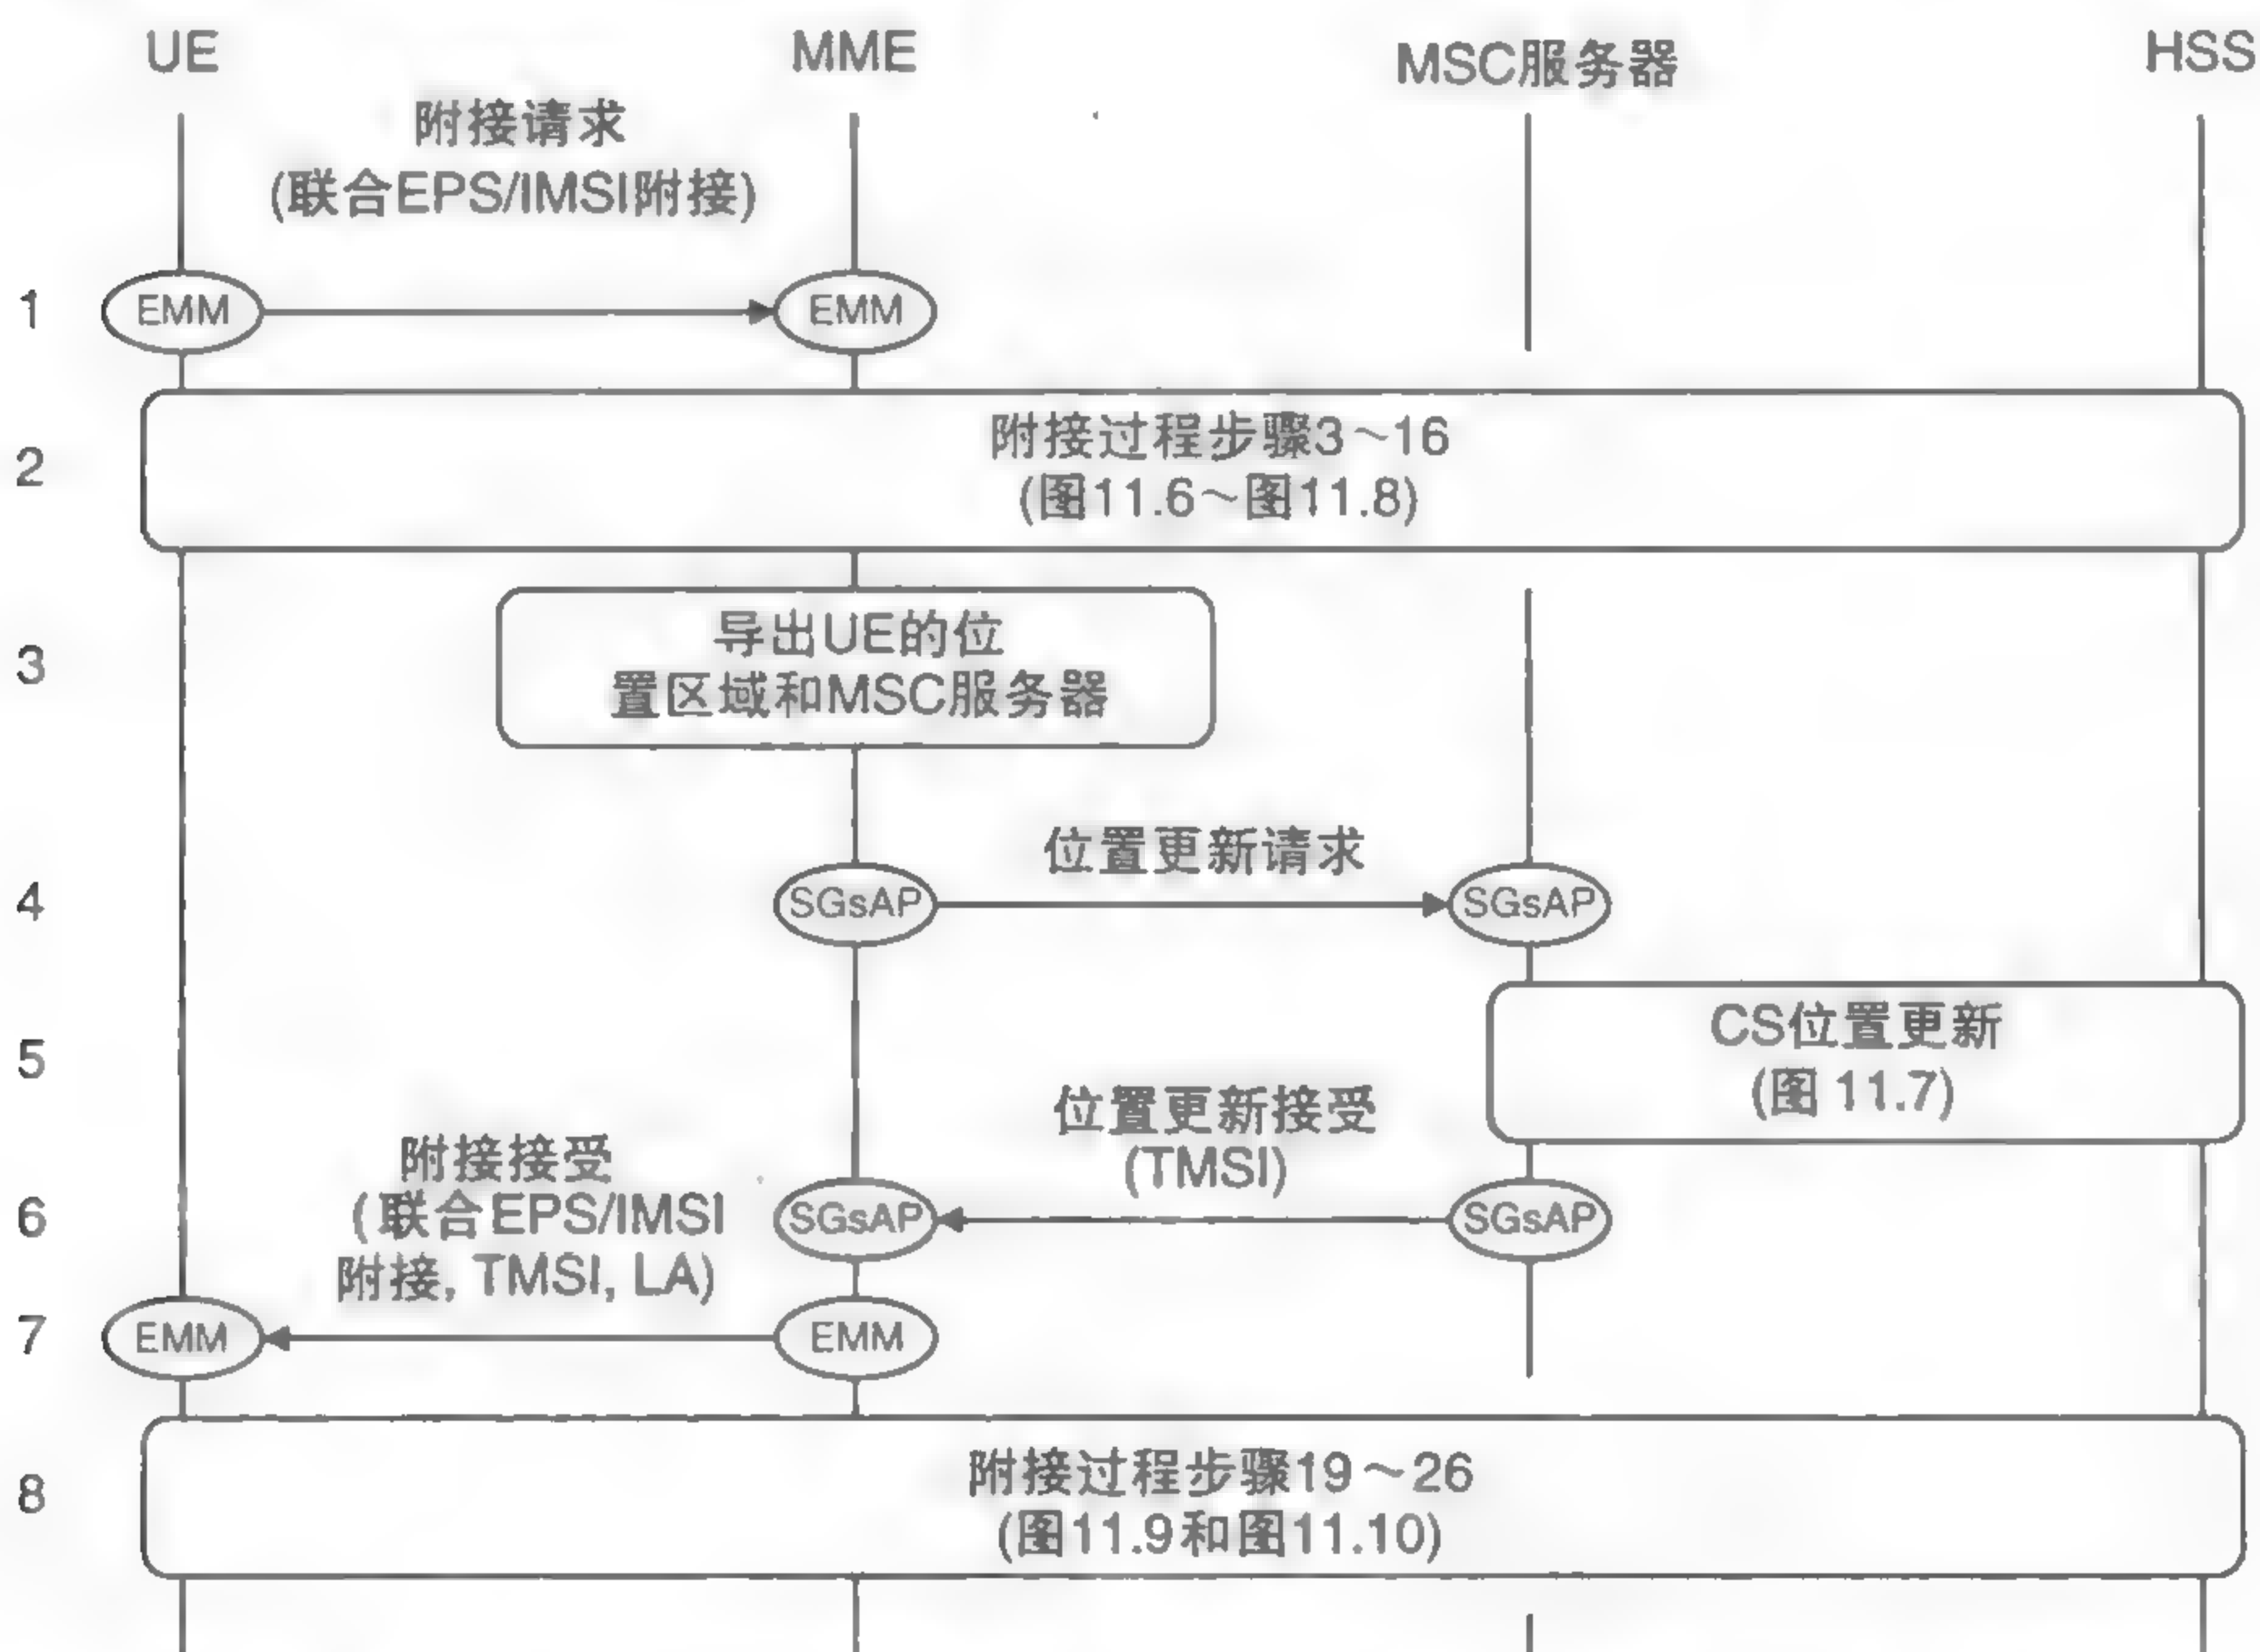 UE
MME
MSC服务器
HSS
附接请求
(联合EPS/IMSI附接)
1
EMM
EMM
2
附接过程步骤3～16
(图11.6～图11.8)
3
导出UE的位
置区域和MSC服务器
4
位置更新请求
SGsAP
SGsAP
5
CS位置更新
(图 11.7)
位置更新接受
(TMSI)
6
SGsAP
SGsAP
附接接受
(联合EPS/IMSI
附接, TMSI, LA)
7
EMM
EMM
8
附接过程步骤19～26
(图11.9和图11.10)